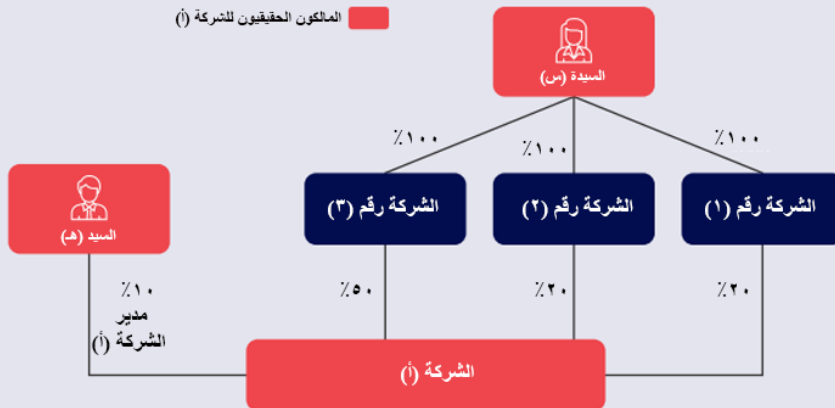 المالكون الحقيقيون للشركة (أ)
السيدة (س)
٪١٠٠
٪١٠٠
٪١٠٠
الشركة رقم (١)
الشركة رقم (٢)
الشركة رقم (٣)
السيد (هـ)
٪٢٠
٪٢٠
٪٥٠
٪١٠
مدير
الشركة (أ)
الشركة (أ)